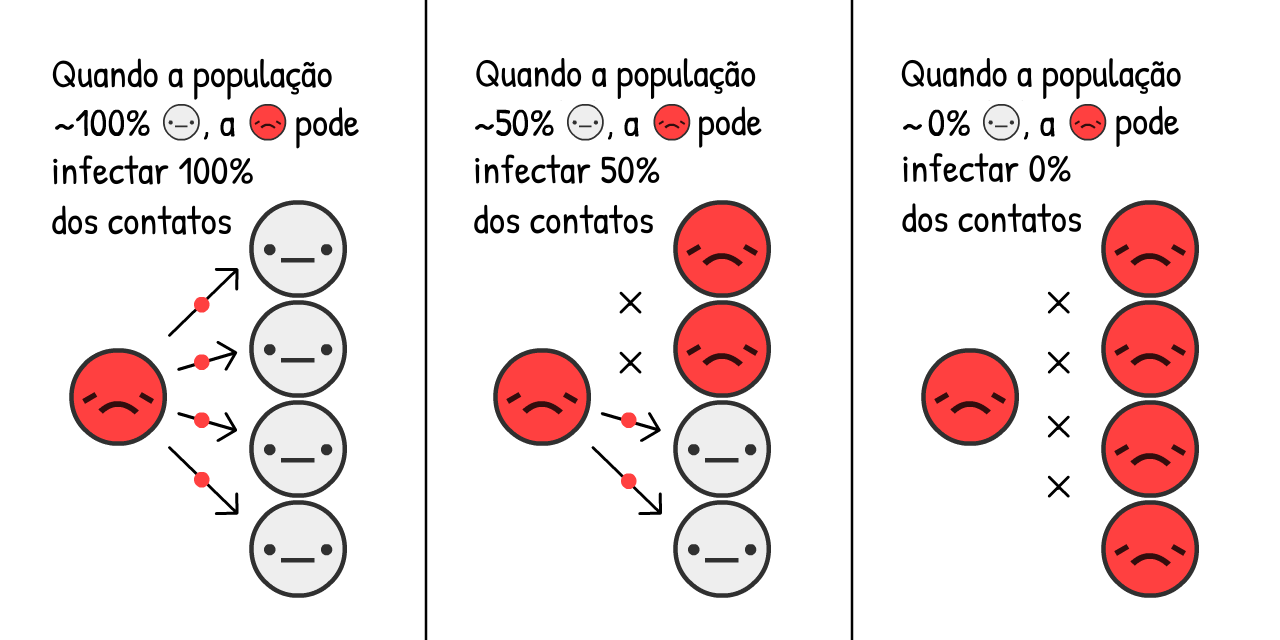 Quando a população
~100% , a pode
infectar 100%
dos contatos
Quando a população
~50% , a pode
infectar 50%
dos contatos
Quando a população
~0% , a pode
infectar 0%
dos contatos